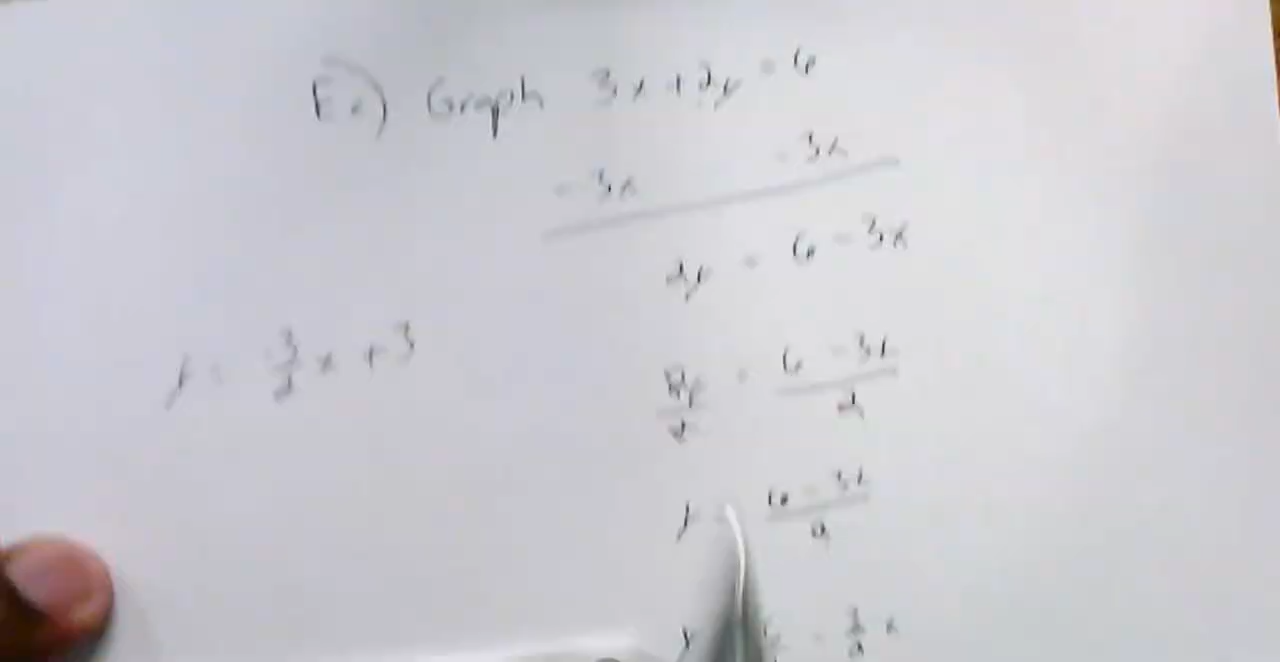 Ex) Graph 3x + 2y = 6
- 3x - 3x
2y = 6 - 3x
2y/2 = (6 - 3x)/2
y = (6 - 3x)/2
y = 3/2 x + 3